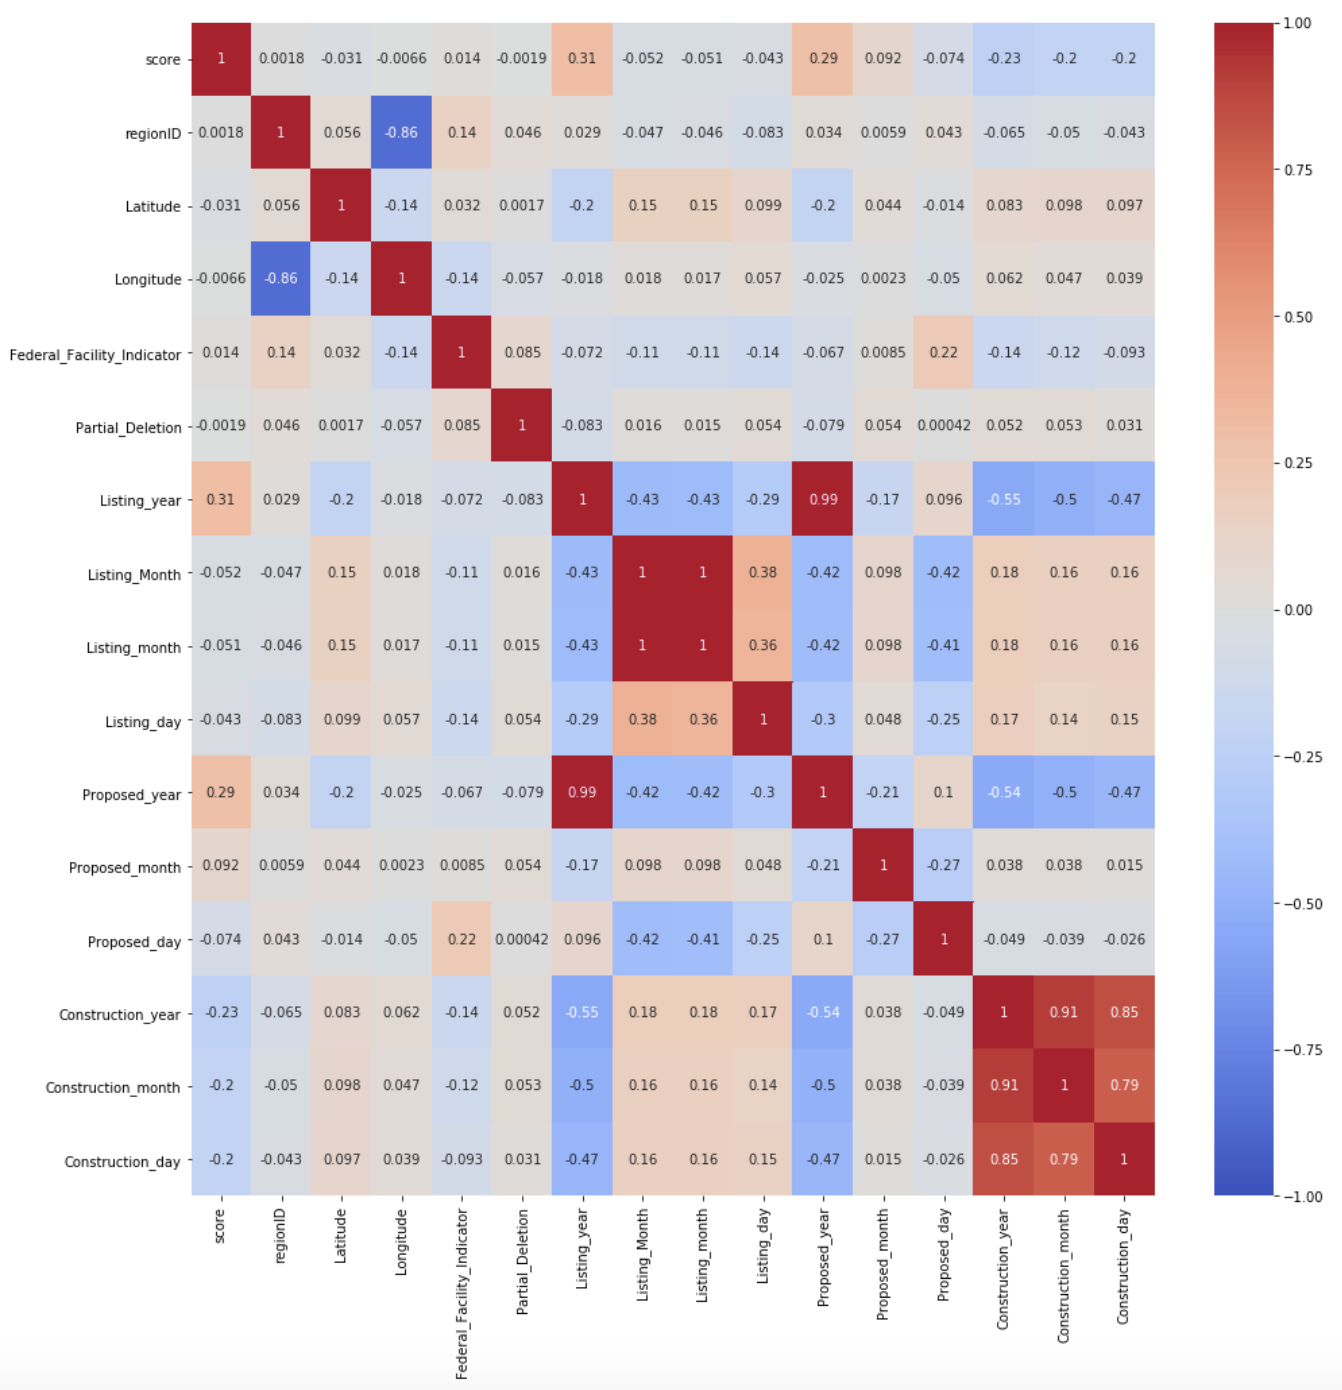 score 1 0.0018 -0.031 -0.0066 0.014 -0.0019 0.31 -0.052 -0.051 -0.043 0.29 0.092 -0.074 -0.23 -0.2 -0.2
regionID 0.0018 1 0.056 -0.86 0.14 0.046 0.029 -0.047 -0.046 -0.083 0.034 0.0059 0.043 -0.065 -0.05 -0.043
Latitude -0.031 0.056 1 -0.14 0.032 0.0017 -0.2 0.15 0.15 0.099 -0.2 0.044 -0.014 0.083 0.098 0.097
Longitude -0.0066 -0.86 -0.14 1 -0.14 -0.057 -0.018 0.018 0.017 0.057 -0.025 0.0023 -0.05 0.062 0.047 0.039
Federal_Facility_Indicator 0.014 0.14 0.032 -0.14 1 0.085 -0.072 -0.11 -0.11 -0.14 -0.067 0.0085 0.22 -0.14 -0.12 -0.093
Partial_Deletion -0.0019 0.046 0.0017 -0.057 0.085 1 -0.083 0.016 0.015 0.054 -0.079 0.054 0.00042 0.052 0.053 0.031
Listing_year 0.31 0.029 -0.2 -0.018 -0.072 -0.083 1 -0.43 -0.43 -0.29 0.99 -0.17 0.096 -0.55 -0.5 -0.47
Listing_Month -0.052 -0.047 0.15 0.018 -0.11 0.016 -0.43 1 1 0.38 -0.42 0.098 -0.42 0.18 0.16 0.16
Listing_month -0.051 -0.046 0.15 0.017 -0.11 0.015 -0.43 1 1 0.36 -0.42 0.098 -0.41 0.18 0.16 0.16
Listing_day -0.043 -0.083 0.099 0.057 -0.14 0.054 -0.29 0.38 0.36 1 -0.3 0.048 -0.25 0.17 0.14 0.15
Proposed_year 0.29 0.034 -0.2 -0.025 -0.067 -0.079 0.99 -0.42 -0.42 -0.3 1 -0.21 0.1 -0.54 -0.5 -0.47
Proposed_month 0.092 0.0059 0.044 0.0023 0.0085 0.054 -0.17 0.098 0.098 0.048 -0.21 1 -0.27 0.038 0.038 0.015
Proposed_day -0.074 0.043 -0.014 -0.05 0.22 0.00042 0.096 -0.42 -0.41 -0.25 0.1 -0.27 1 -0.049 -0.039 -0.026
Construction_year -0.23 -0.065 0.083 0.062 -0.14 0.052 -0.55 0.18 0.18 0.17 -0.54 0.038 -0.049 1 0.91 0.85
Construction_month -0.2 -0.05 0.098 0.047 -0.12 0.053 -0.5 0.16 0.16 0.14 -0.5 0.038 -0.039 0.91 1 0.79
Construction_day -0.2 -0.043 0.097 0.039 -0.093 0.031 -0.47 0.16 0.16 0.15 -0.47 0.015 -0.026 0.85 0.79 1
score
regionID
Latitude
Longitude
Federal_Facility_Indicator
Partial_Deletion
Listing_year
Listing_Month
Listing_month
Listing_day
Proposed_year
Proposed_month
Proposed_day
Construction_year
Construction_month
Construction_day
1.00
0.75
0.50
0.25
0.00
−0.25
−0.50
−0.75
−1.00